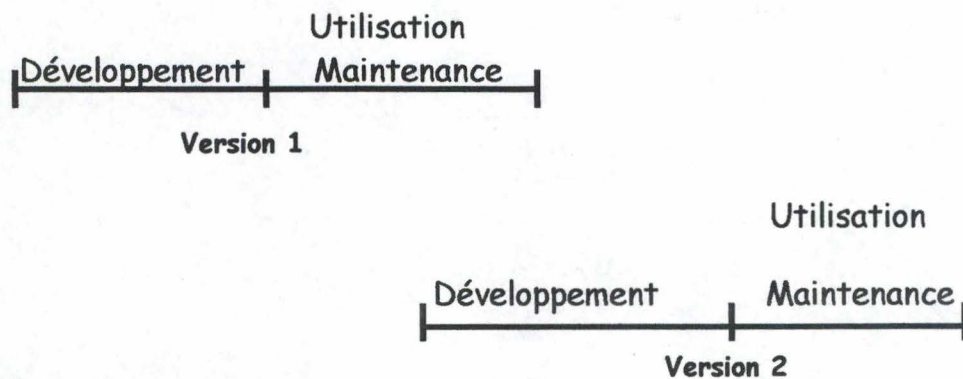 Utilisation
Développement Maintenance
Version 1
Utilisation
Développement Maintenance
Version 2